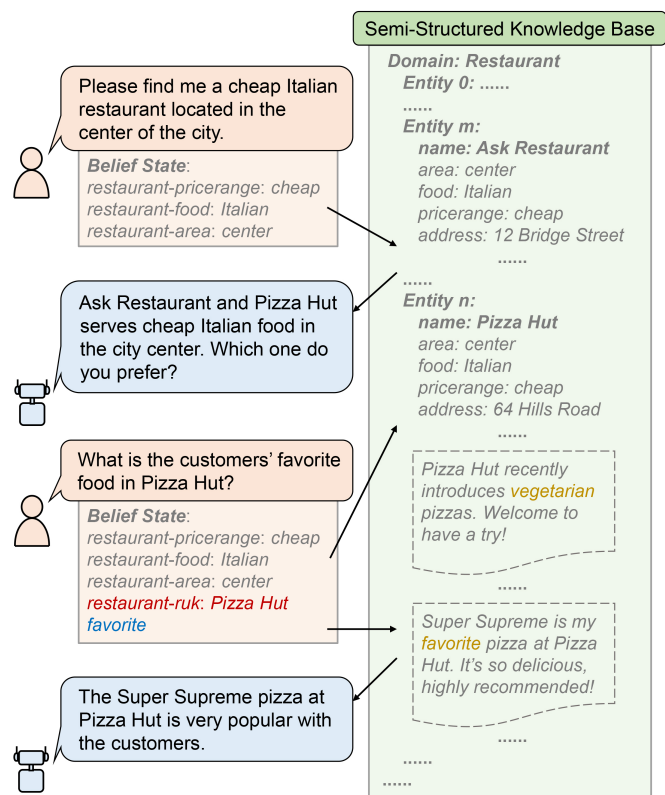 Semi-Structured Knowledge Base
Please find me a cheap Italian
restaurant located in the
center of the city.
Belief State:
restaurant-pricerange: cheap
restaurant-food: Italian
restaurant-area: center
Ask Restaurant and Pizza Hut
serves cheap Italian food in
the city center. Which one do
you prefer?
What is the customers' favorite
food in Pizza Hut?
Belief State:
restaurant-pricerange: cheap
restaurant-food: Italian
restaurant-area: center
restaurant-ruk: Pizza Hut
favorite
The Super Supreme pizza at
Pizza Hut is very popular with
the customers.
Domain: Restaurant
Entity 0: ......
......
Entity m:
name: Ask Restaurant
area: center
food: Italian
pricerange: cheap
address: 12 Bridge Street
......
......
Entity n:
name: Pizza Hut
area: center
food: Italian
pricerange: cheap
address: 64 Hills Road
......
Pizza Hut recently
introduces vegetarian
pizzas. Welcome to
have a try!
......
Super Supreme is my
favorite pizza at Pizza
Hut. It's so delicious,
highly recommended!
......
......
......